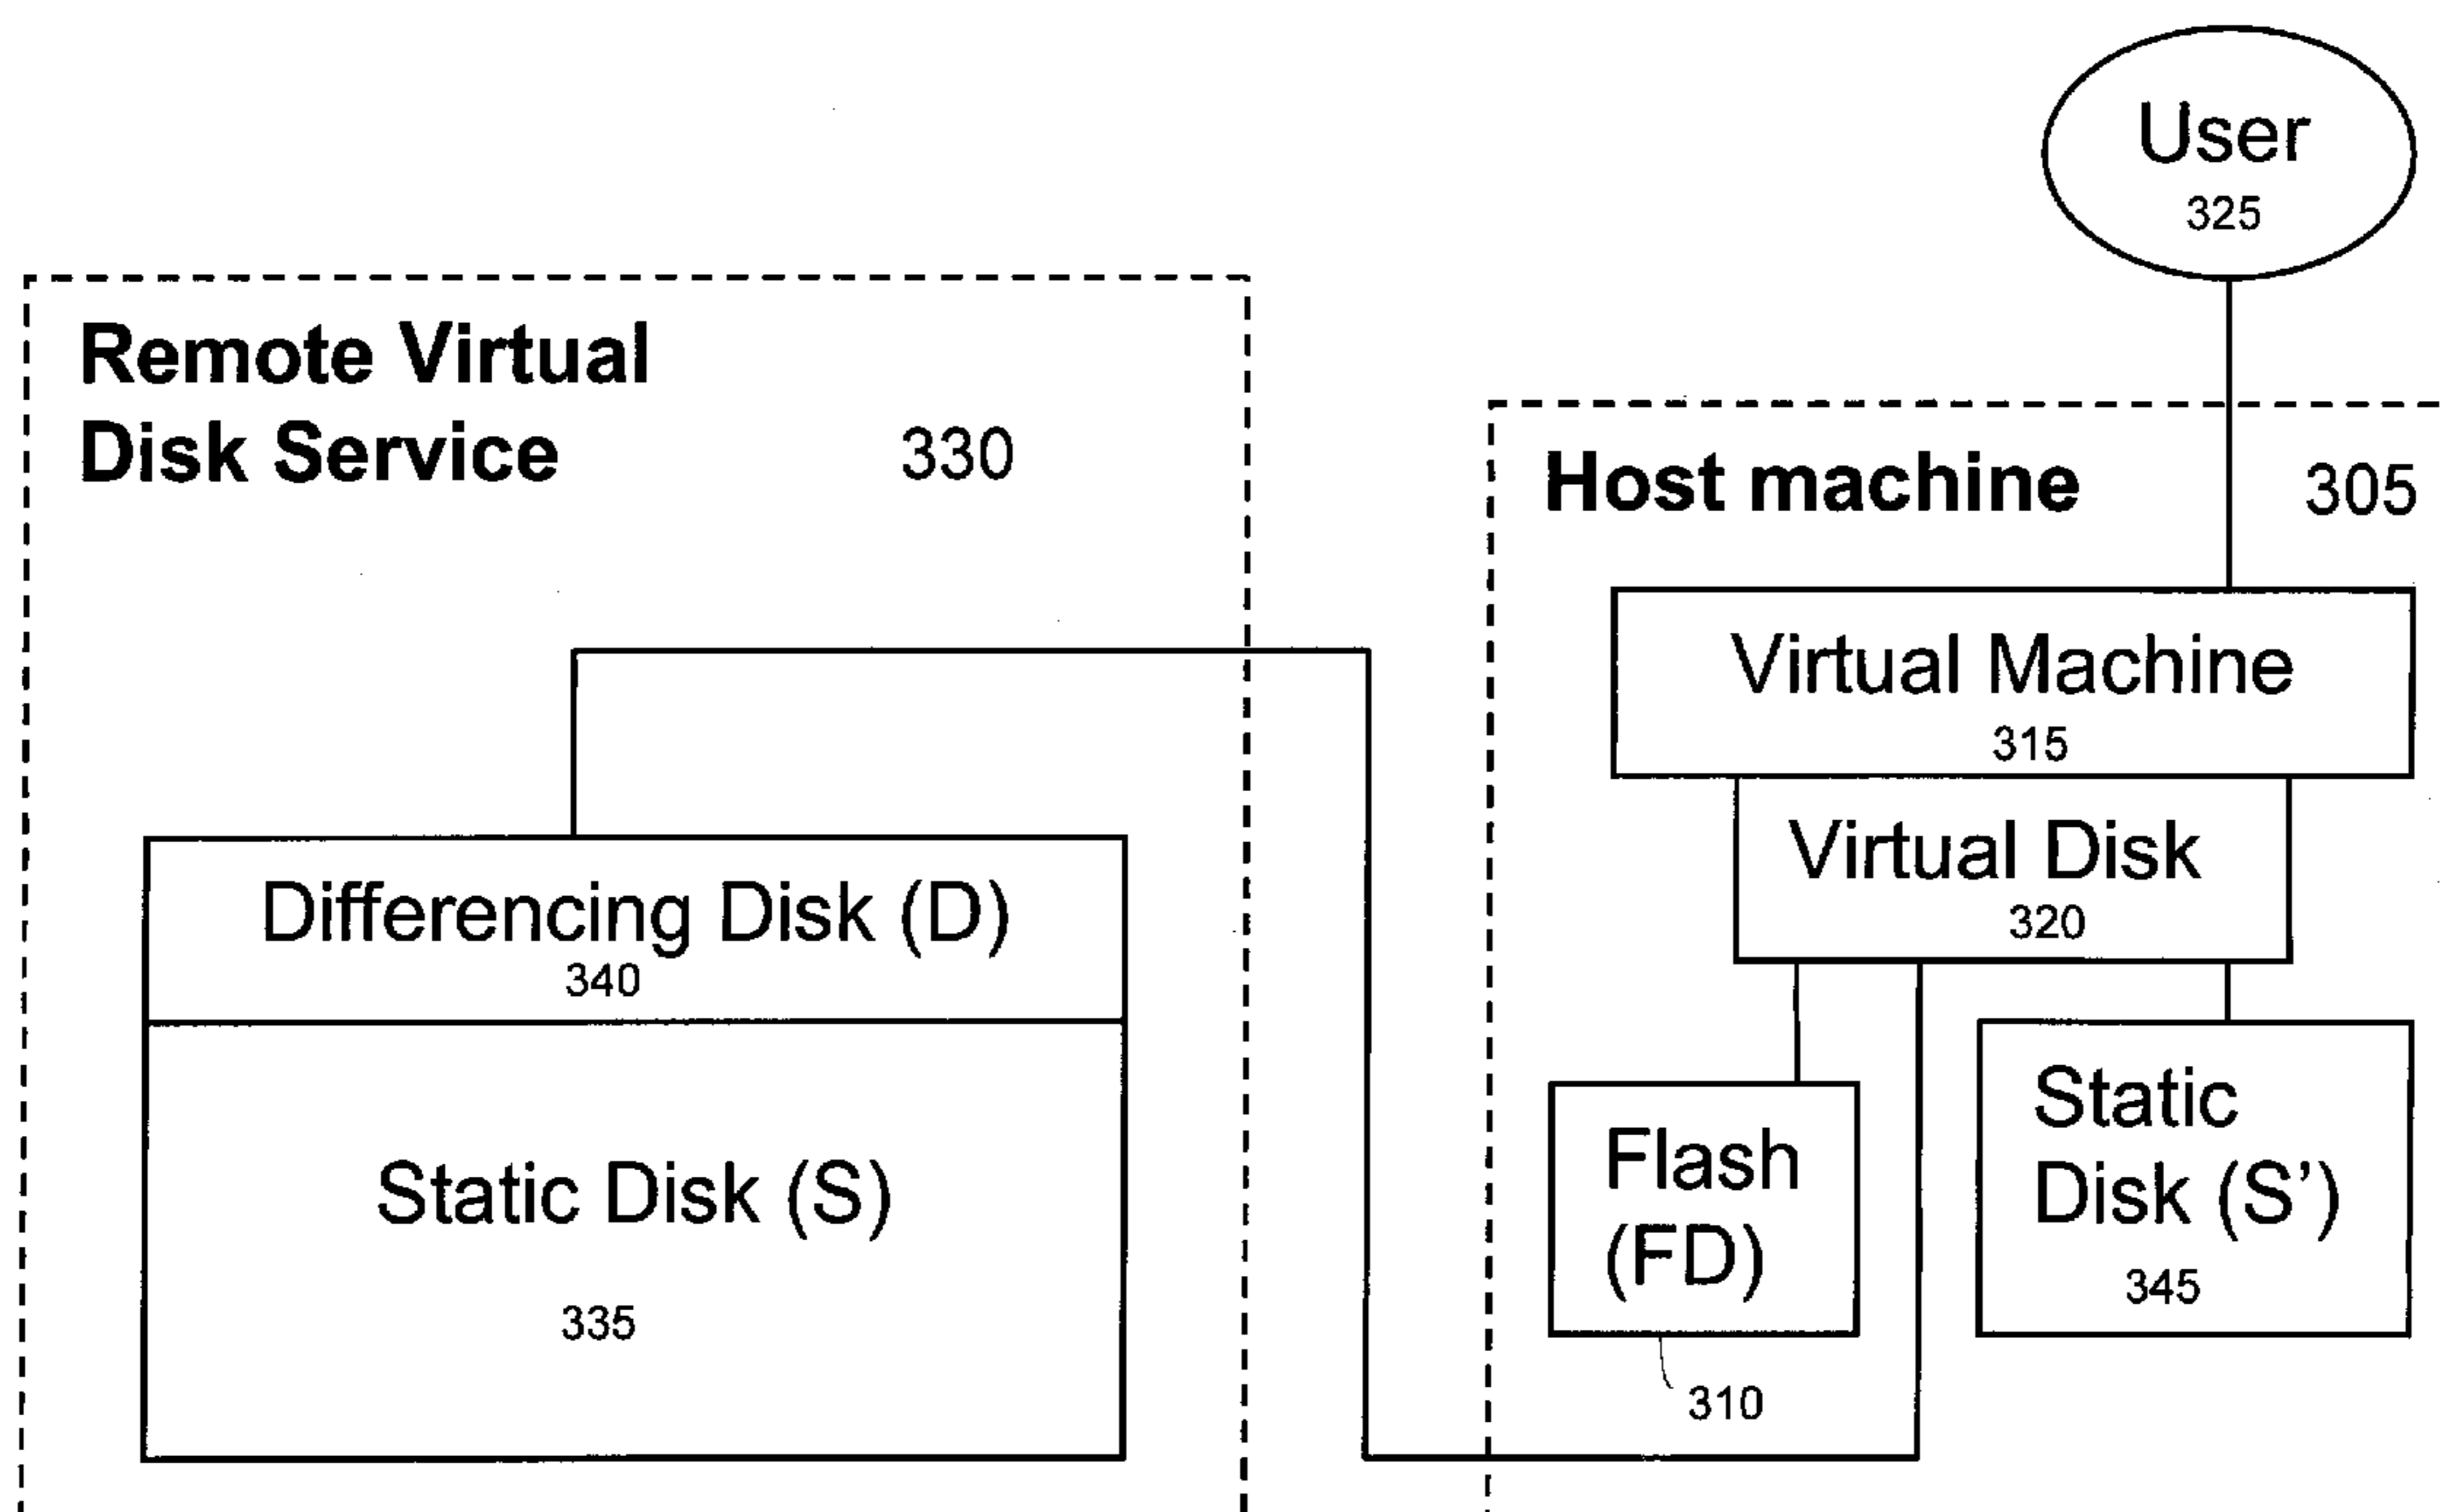 User
325
Remote Virtual
Disk Service 330
Host machine 305
Virtual Machine
315
Virtual Disk
320
Differencing Disk (D)
340
Static Disk (S)
335
Flash
(FD)
310
Static
Disk (S')
345